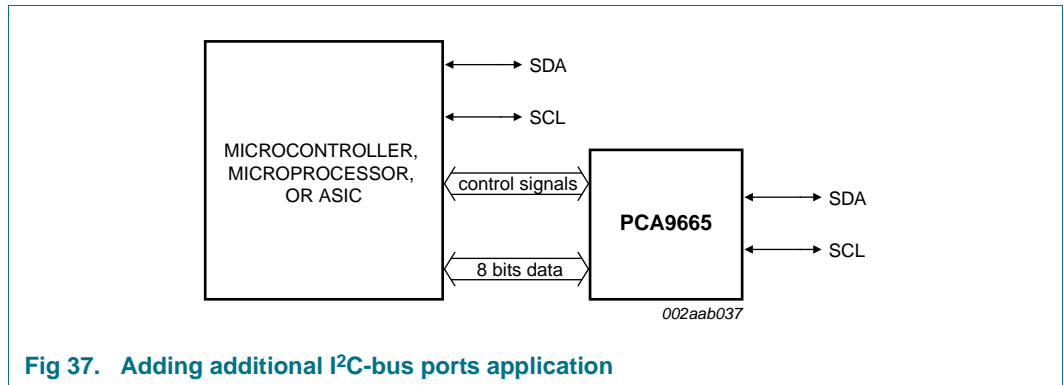 SDA
SCL
MICROCONTROLLER,
MICROPROCESSOR,
OR ASIC
control signals
8 bits data
PCA9665
SDA
SCL
002aab037
Fig 37. Adding additional I²C-bus ports application